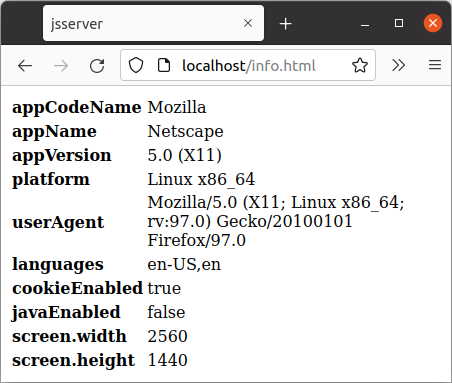 jsserver
localhost/info.html
appCodeName Mozilla
appName Netscape
appVersion 5.0 (X11)
platform Linux x86_64
userAgent Mozilla/5.0 (X11; Linux x86_64;
rv:97.0) Gecko/20100101
Firefox/97.0
languages en-US,en
cookieEnabled true
javaEnabled false
screen.width 2560
screen.height 1440